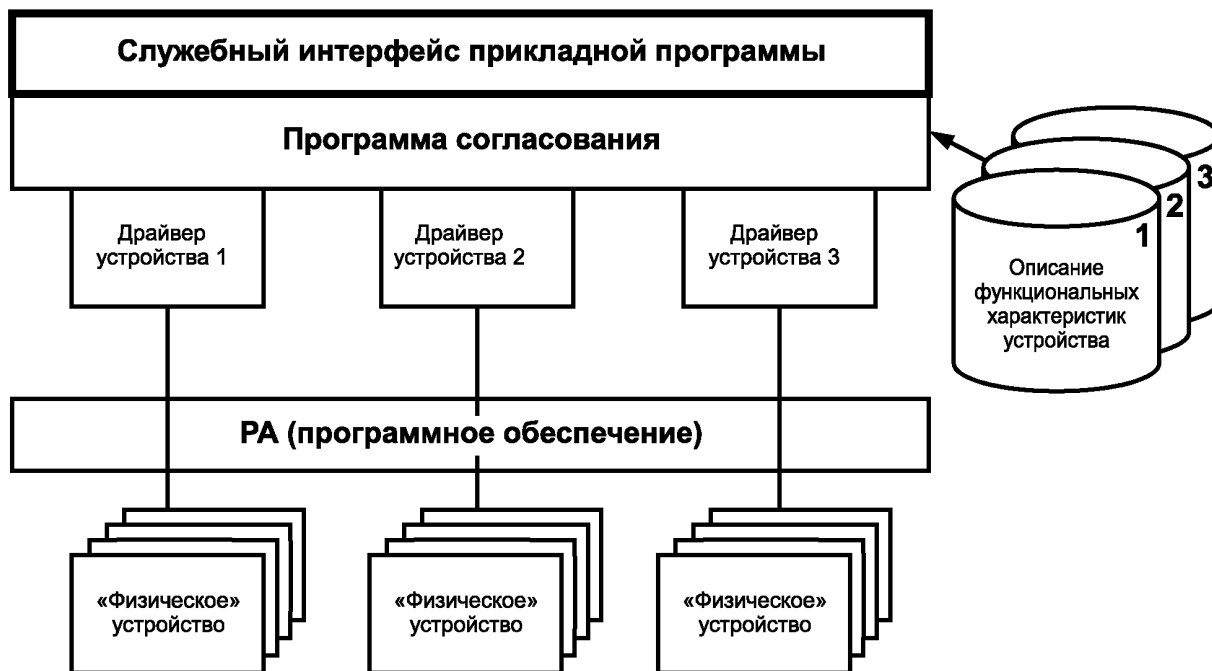 Служебный интерфейс прикладной программы
Программа согласования
Драйвер
устройства 1
Драйвер
устройства 2
Драйвер
устройства 3
3
2
1
Описание
функциональных
характеристик
устройства
РА (программное обеспечение)
«Физическое»
устройство
«Физическое»
устройство
«Физическое»
устройство